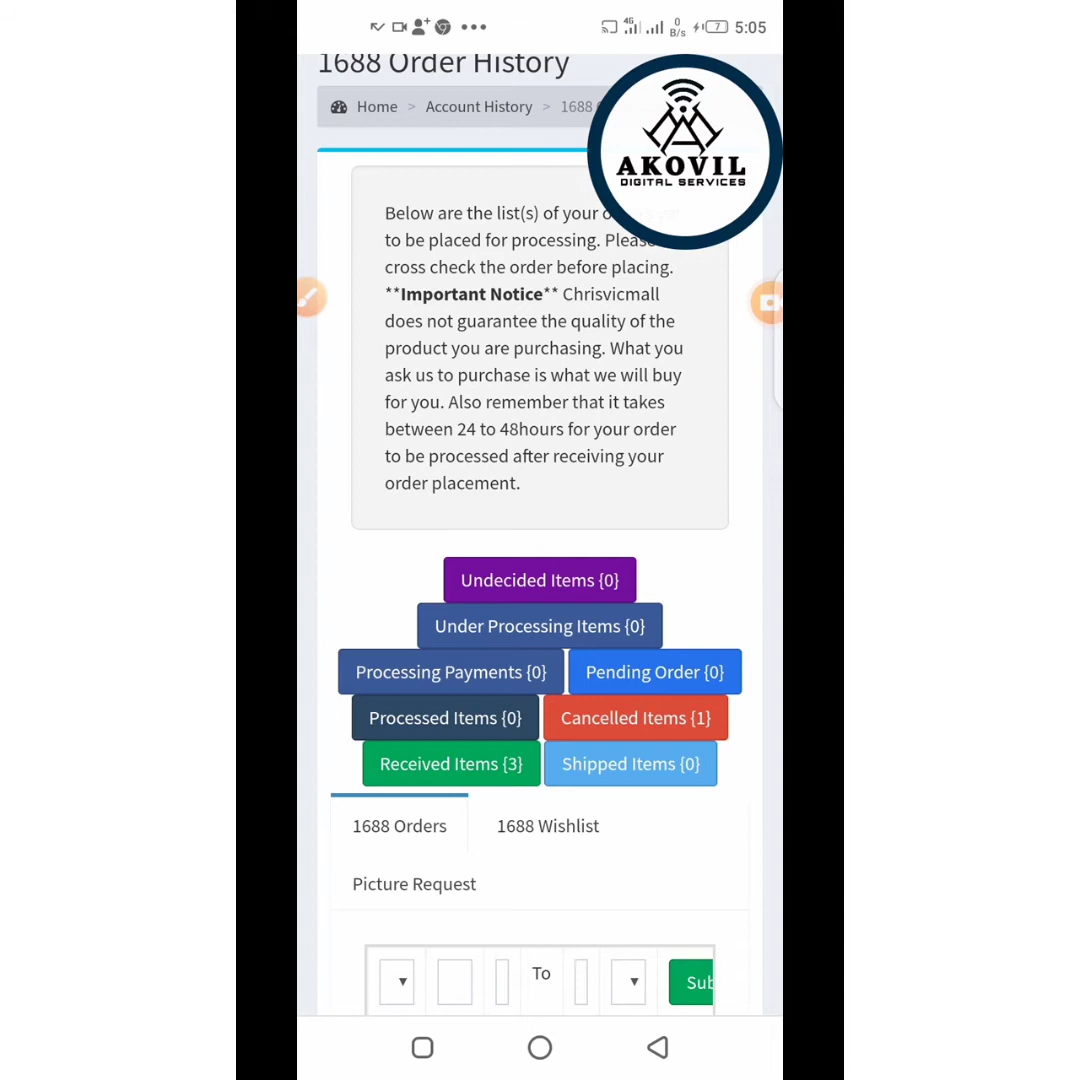 4G 0 B/s 7 5:05
1688 Order History
Home > Account History > 1688
AKOVIL
DIGITAL SERVICES
Below are the list(s) of your
to be placed for processing. Please
cross check the order before placing.
**Important Notice** Chrisvicmall
does not guarantee the quality of the
product you are purchasing. What you
ask us to purchase is what we will buy
for you. Also remember that it takes
between 24 to 48hours for your order
to be processed after receiving your
order placement.
Undecided Items {0}
Under Processing Items {0}
Processing Payments {0} Pending Order {0}
Processed Items {0} Cancelled Items {1}
Received Items {3} Shipped Items {0}
1688 Orders 1688 Wishlist
Picture Request
To Sub